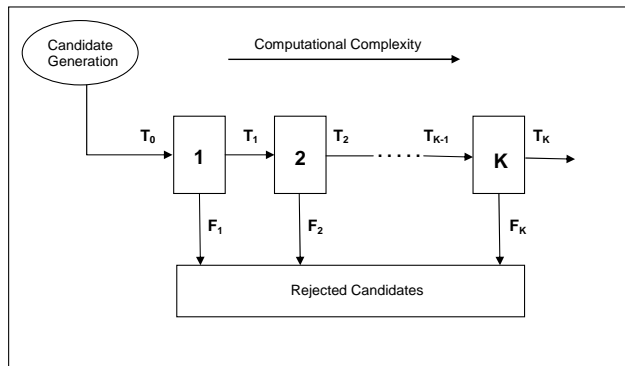 Candidate
Generation
Computational Complexity
T0
T1
T2
TK-1
TK
1
2
. . . . .
K
F1
F2
FK
Rejected Candidates